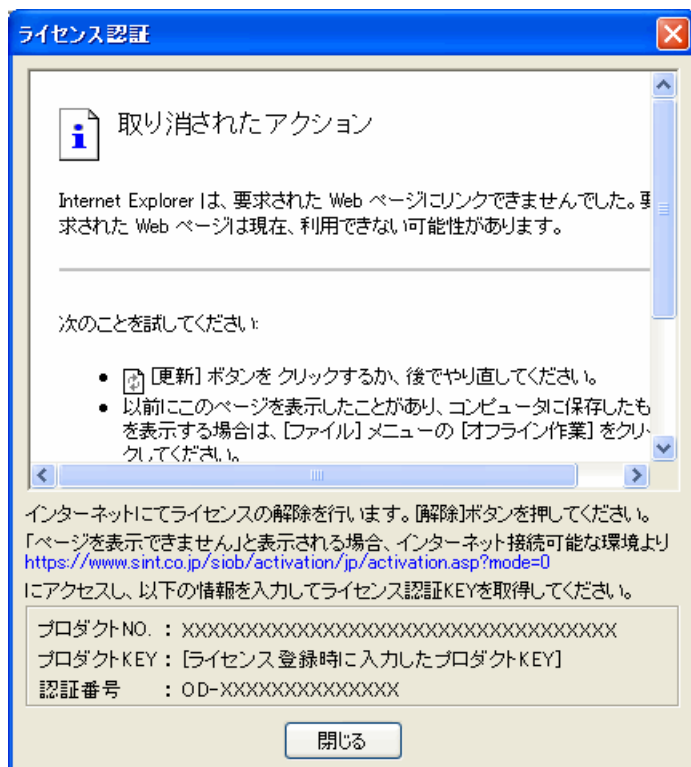 ライセンス認証
取り消されたアクション
Internet Explorer は、要求された Web ページにリンクできませんでした。要
求された Web ページは現在、利用できない可能性があります。
次のことを試してください:
[更新] ボタンを クリックするか、後でやり直してください。
以前にこのページを表示したことがあり、コンピュータに保存したも
を表示する場合は、[ファイル] メニューの [オフライン作業] をクリッ
クしてください。
インターネットにてライセンスの解除を行います。[解除]ボタンを押してください。
「ページを表示できません」と表示される場合、インターネット接続可能な環境より
https://www.sint.co.jp/siob/activation/jp/activation.asp?mode=0
にアクセスし、以下の情報を入力してライセンス認証KEYを取得してください。
プロダクトNO. : XXXXXXXXXXXXXXXXXXXXXXXXXXXXXXXXXX
プロダクトKEY : [ライセンス登録時に入力したプロダクトKEY]
認証番号 : OD-XXXXXXXXXXXXXX
閉じる